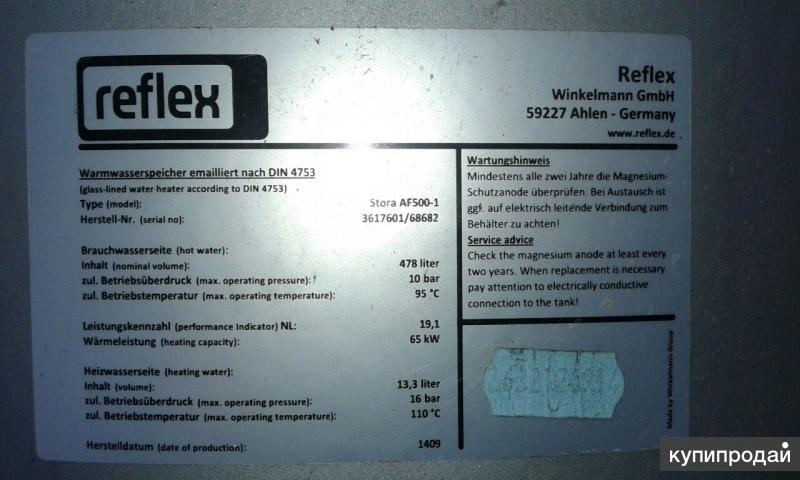 reflex
Reflex
Winkelmann GmbH
59227 Ahlen - Germany
www.reflex.de
Warmwasserspeicher emailliert nach DIN 4753
(glass-lined water heater according to DIN 4753)
Type (model): Stora AF500-1
Herstell-Nr. (serial no): 3617601/68682
Brauchwasserseite (hot water):
Inhalt (nominal volume): 478 liter
zul. Betriebsüberdruck (max. operating pressure): 10 bar
zul. Betriebstemperatur (max. operating temperature): 95 °C
Leistungskennzahl (performance Indicator) NL: 19,1
Wärmeleistung (heating capacity): 65 kW
Heizwasserseite (heating water):
Inhalt (volume): 13,3 liter
zul. Betriebsüberdruck (max. operating pressure): 16 bar
zul. Betriebstemperatur (max. operating temperature): 110 °C
Herstelldatum (date of production): 1409
Wartungshinweis
Mindestens alle zwei Jahre die Magnesium-
Schutzanode überprüfen. Bei Austausch ist
ggf. auf elektrisch leitende Verbindung zum
Behälter zu achten!
Service advice
Check the magnesium anode at least every
two years. When replacement is necessary
pay attention to electrically conductive
connection to the tank!
Made by Winkelmann Group
купипродай